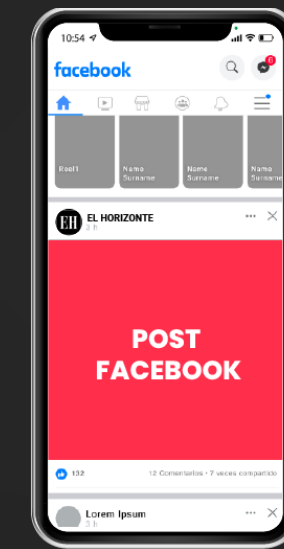 10:54
facebook
6
Reel1
Name
Surname
Name
Surname
Name
Surname
EH EL HORIZONTE
3 h
POST
FACEBOOK
132 12 Comentarios • 7 veces compartido
Lorem Ipsum
3 h